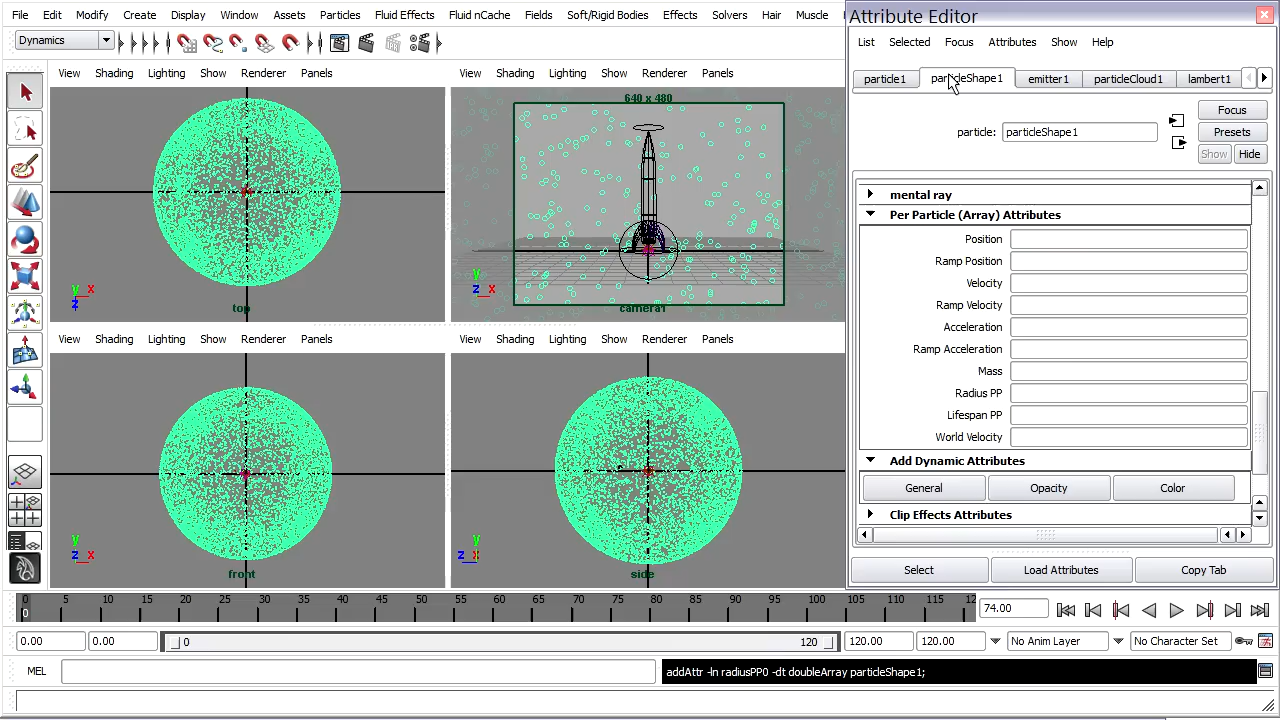 File Edit Modify Create Display Window Assets Particles Fluid Effects Fluid nCache Fields Soft/Rigid Bodies Effects Solvers Hair Muscle
Attribute Editor
Dynamics
List Selected Focus Attributes Show Help
View Shading Lighting Show Renderer Panels
View Shading Lighting Show Renderer Panels
particle1 particleShape1 emitter1 particleCloud1 lambert1
640 x 480
Focus
particle: particleShape1 Presets
Show Hide
mental ray
Per Particle (Array) Attributes
Position
Ramp Position
Velocity
Ramp Velocity
Acceleration
Ramp Acceleration
Mass
Radius PP
Lifespan PP
World Velocity
Add Dynamic Attributes
General Opacity Color
Clip Effects Attributes
Select Load Attributes Copy Tab
y x
z
top
y
z x
camera1
View Shading Lighting Show Renderer Panels
View Shading Lighting Show Renderer Panels
y
z x
front
y
z x
side
0 5 10 15 20 25 30 35 40 45 50 55 60 65 70 75 80 85 90 95 100 105 110 115 12
0
74.00
0.00 0.00 0 120 120.00 120.00 No Anim Layer No Character Set
MEL addAttr -ln radiusPP0 -dt doubleArray particleShape1;